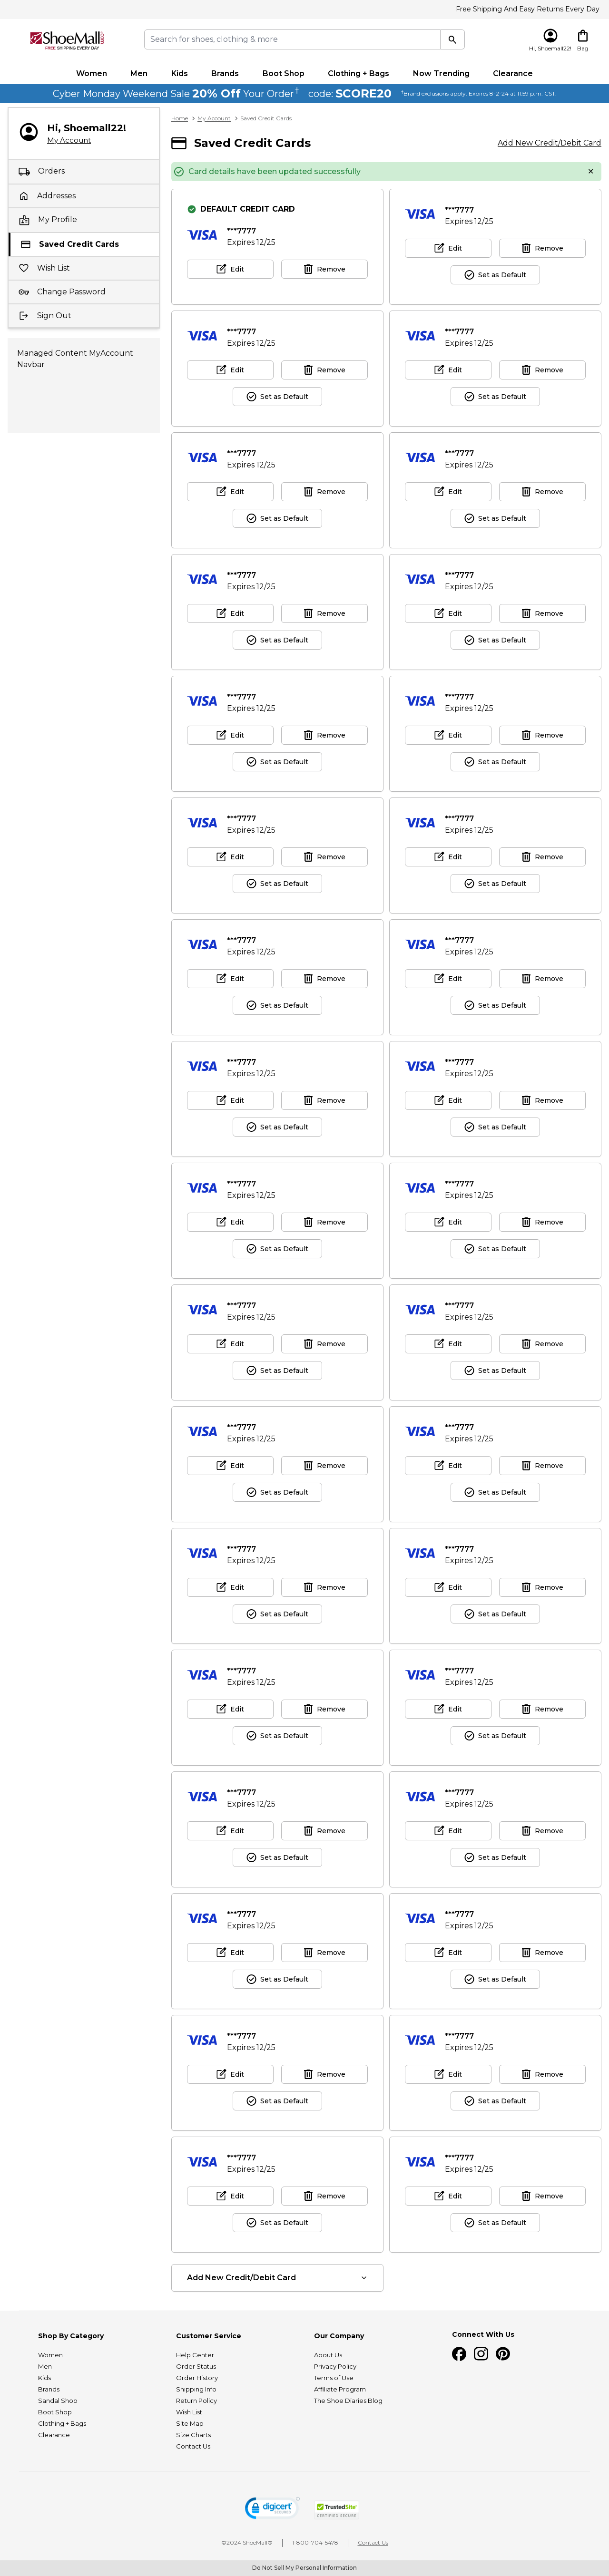 Free Shipping And Easy Returns Every Day
ShoeMall
FREE SHIPPING EVERY DAY
Search for shoes, clothing & more
Hi, Shoemall22!
Bag
Women Men Kids Brands Boot Shop Clothing + Bags Now Trending Clearance
Cyber Monday Weekend Sale 20% Off Your Order† code: SCORE20 †Brand exclusions apply. Expires 8-2-24 at 11:59 p.m. CST.
Hi, Shoemall22!
My Account
Orders
Addresses
My Profile
Saved Credit Cards
Wish List
Change Password
Sign Out
Managed Content MyAccount
Navbar
Home > My Account > Saved Credit Cards
Saved Credit Cards
Add New Credit/Debit Card
Card details have been updated successfully
DEFAULT CREDIT CARD
VISA ***7777
Expires 12/25
Edit Remove
VISA ***7777
Expires 12/25
Edit Remove
Set as Default
VISA ***7777
Expires 12/25
Edit Remove
Set as Default
VISA ***7777
Expires 12/25
Edit Remove
Set as Default
VISA ***7777
Expires 12/25
Edit Remove
Set as Default
VISA ***7777
Expires 12/25
Edit Remove
Set as Default
VISA ***7777
Expires 12/25
Edit Remove
Set as Default
VISA ***7777
Expires 12/25
Edit Remove
Set as Default
VISA ***7777
Expires 12/25
Edit Remove
Set as Default
VISA ***7777
Expires 12/25
Edit Remove
Set as Default
VISA ***7777
Expires 12/25
Edit Remove
Set as Default
VISA ***7777
Expires 12/25
Edit Remove
Set as Default
VISA ***7777
Expires 12/25
Edit Remove
Set as Default
VISA ***7777
Expires 12/25
Edit Remove
Set as Default
VISA ***7777
Expires 12/25
Edit Remove
Set as Default
VISA ***7777
Expires 12/25
Edit Remove
Set as Default
VISA ***7777
Expires 12/25
Edit Remove
Set as Default
VISA ***7777
Expires 12/25
Edit Remove
Set as Default
VISA ***7777
Expires 12/25
Edit Remove
Set as Default
VISA ***7777
Expires 12/25
Edit Remove
Set as Default
VISA ***7777
Expires 12/25
Edit Remove
Set as Default
VISA ***7777
Expires 12/25
Edit Remove
Set as Default
VISA ***7777
Expires 12/25
Edit Remove
Set as Default
VISA ***7777
Expires 12/25
Edit Remove
Set as Default
VISA ***7777
Expires 12/25
Edit Remove
Set as Default
VISA ***7777
Expires 12/25
Edit Remove
Set as Default
VISA ***7777
Expires 12/25
Edit Remove
Set as Default
VISA ***7777
Expires 12/25
Edit Remove
Set as Default
VISA ***7777
Expires 12/25
Edit Remove
Set as Default
VISA ***7777
Expires 12/25
Edit Remove
Set as Default
VISA ***7777
Expires 12/25
Edit Remove
Set as Default
VISA ***7777
Expires 12/25
Edit Remove
Set as Default
VISA ***7777
Expires 12/25
Edit Remove
Set as Default
VISA ***7777
Expires 12/25
Edit Remove
Set as Default
Add New Credit/Debit Card
Shop By Category
Women
Men
Kids
Brands
Sandal Shop
Boot Shop
Clothing + Bags
Clearance
Customer Service
Help Center
Order Status
Order History
Shipping Info
Return Policy
Wish List
Site Map
Size Charts
Contact Us
Our Company
About Us
Privacy Policy
Terms of Use
Affiliate Program
The Shoe Diaries Blog
Connect With Us
digicert
SECURED
TrustedSite
CERTIFIED SECURE
©2024 ShoeMall® | 1-800-704-5478 | Contact Us
Do Not Sell My Personal Information